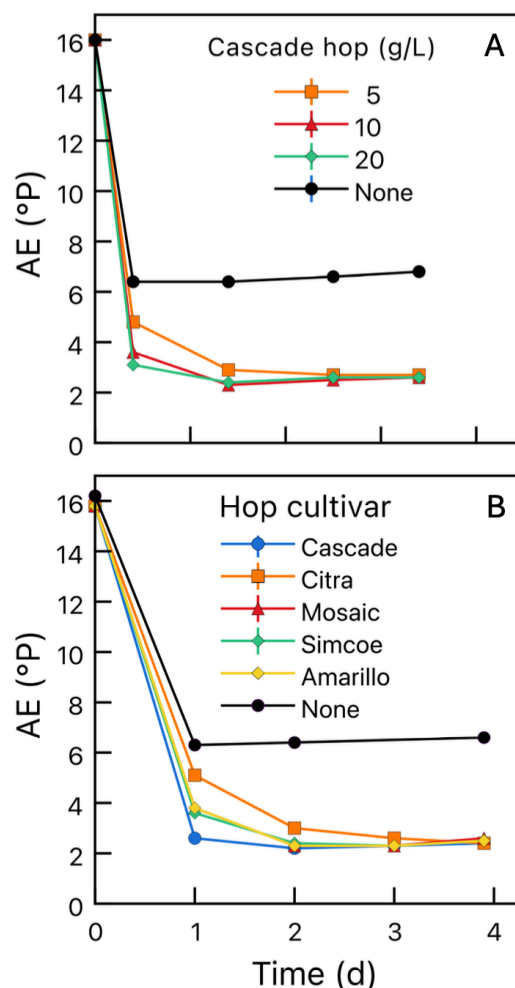 Cascade hop (g/L)
A
5
10
20
None
16
14
12
10
8
6
4
2
0
AE (°P)
Hop cultivar
B
Cascade
Citra
Mosaic
Simcoe
Amarillo
None
16
14
12
10
8
6
4
2
0
AE (°P)
0 1 2 3 4
Time (d)